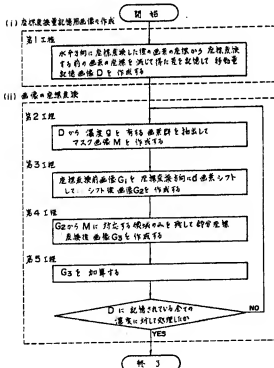 開始
(i) 座標変換量記憶用画像の作成
第1工程
水平方向に座標変換した後の画素の座標から座標変換
する前の画素の座標を減じて得た差を記憶して移動量
記憶画像Dを作成する
(ii) 画像の座標変換
第2工程
Dから濃度gを有する画素群を抽出して
マスク画像Mを作成する
第3工程
座標変換前画像G1を座標変換方向にd画素シフト
して シフト後画像G2を作成する
第4工程
G2からMに対応する領域のみを残して部分座標
変換後画像G3を作成する
第5工程
G3を加算する
NO
Dに記憶されている全ての
濃度に対して処理したか
YES
終了